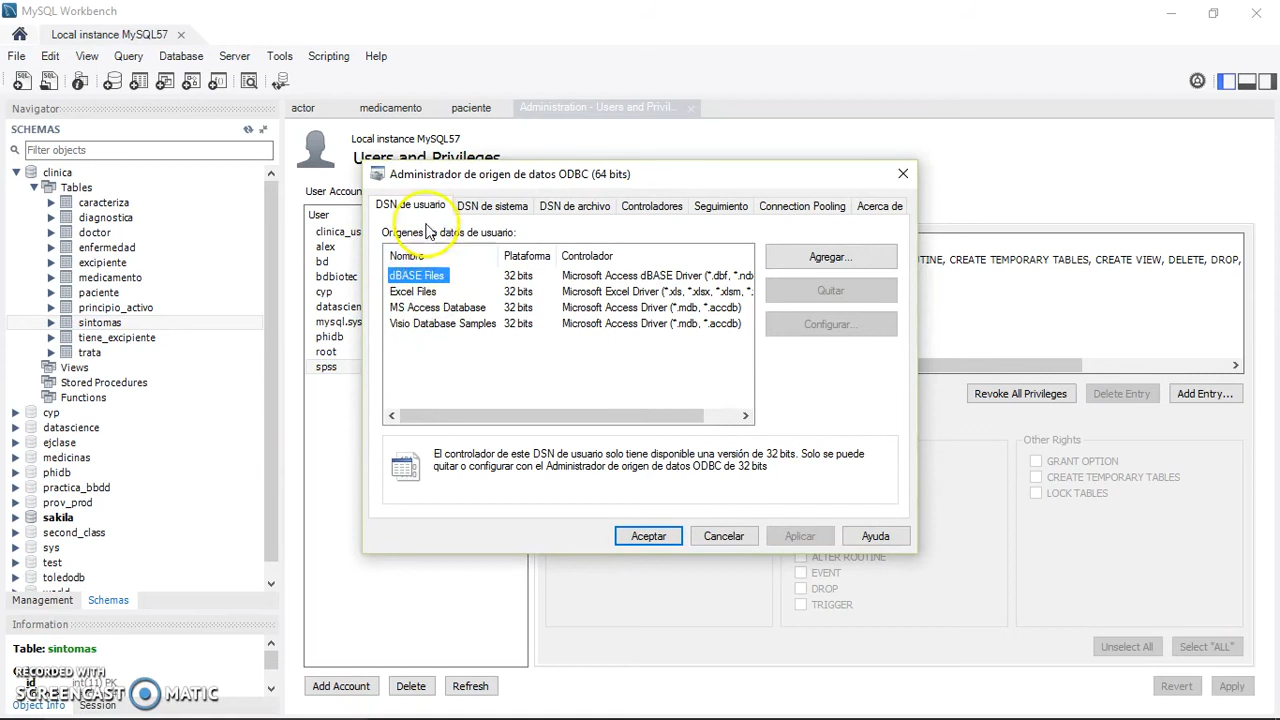 MySQL Workbench
Local instance MySQL57
File Edit View Query Database Server Tools Scripting Help
Navigator
SCHEMAS
Filter objects
clinica
Tables
caracteriza
diagnostica
doctor
enfermedad
excipiente
medicamento
paciente
principio_activo
sintomas
tiene_excipiente
trata
Views
Stored Procedures
Functions
cyp
datascience
ejclase
medicinas
phidb
practica_bbdd
prov_prod
sakila
second_class
sys
test
toledodb
Management Schemas
Information
Table: sintomas
id int(11) PK
Object Info Session
RECORDED WITH
SCREENCAST MATIC
actor medicamento paciente Administration - Users and Privil...
Local instance MySQL57
Users and Privileges
User Accounts
User
clinica_us
alex
bd
bdbiotec
cyp
datascien
mysql.sys
phidb
root
spss
Add Account Delete Refresh
Administrador de origen de datos ODBC (64 bits)
DSN de usuario DSN de sistema DSN de archivo Controladores Seguimiento Connection Pooling Acerca de
Orígenes de datos de usuario:
Nombre Plataforma Controlador
dBASE Files 32 bits Microsoft Access dBASE Driver (*.dbf, *.nd
Excel Files 32 bits Microsoft Excel Driver (*.xls, *.xlsx, *.xlsm,
MS Access Database 32 bits Microsoft Access Driver (*.mdb, *.accdb)
Visio Database Samples 32 bits Microsoft Access Driver (*.mdb, *.accdb)
Agregar...
Quitar
Configurar...
El controlador de este DSN de usuario solo tiene disponible una versión de 32 bits. Solo se puede
quitar o configurar con el Administrador de origen de datos ODBC de 32 bits
Aceptar Cancelar Aplicar Ayuda
TINE, CREATE TEMPORARY TABLES, CREATE VIEW, DELETE, DROP,
Revoke All Privileges Delete Entry Add Entry...
Other Rights
GRANT OPTION
CREATE TEMPORARY TABLES
LOCK TABLES
ALTER ROUTINE
EVENT
DROP
TRIGGER
Unselect All Select "ALL"
Revert Apply